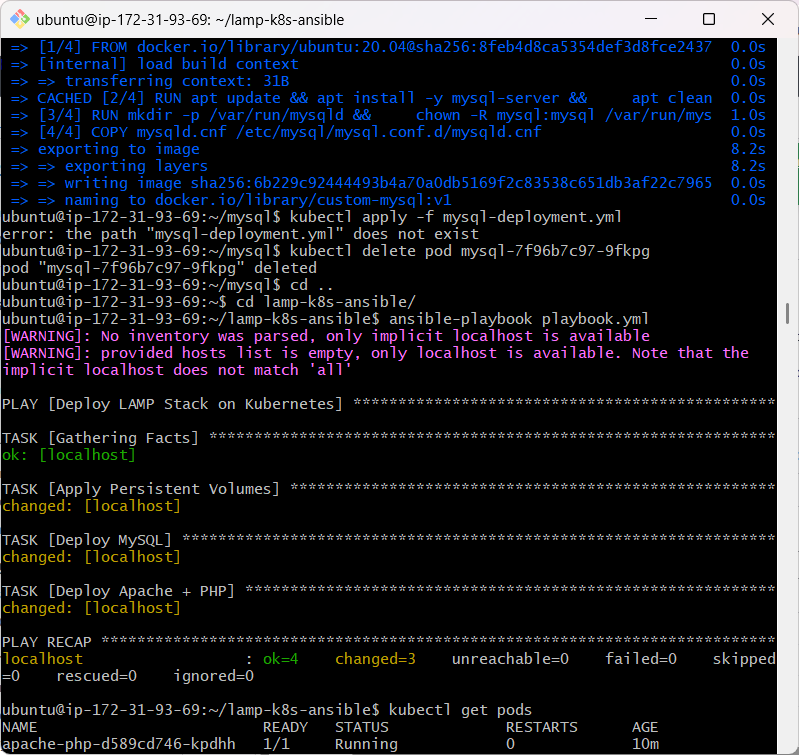 ubuntu@ip-172-31-93-69: ~/lamp-k8s-ansible
=> [1/4] FROM docker.io/library/ubuntu:20.04@sha256:8feb4d8ca5354def3d8fce2437  0.0s
=> [internal] load build context  0.0s
=> => transferring context: 31B  0.0s
=> CACHED [2/4] RUN apt update && apt install -y mysql-server &&     apt clean  0.0s
=> [3/4] RUN mkdir -p /var/run/mysqld &&     chown -R mysql:mysql /var/run/mys  1.0s
=> [4/4] COPY mysqld.cnf /etc/mysql/mysql.conf.d/mysqld.cnf  0.0s
=> exporting to image  8.2s
=> => exporting layers  8.2s
=> => writing image sha256:6b229c92444493b4a70a0db5169f2c83538c651db3af22c7965  0.0s
=> => naming to docker.io/library/custom-mysql:v1  0.0s
ubuntu@ip-172-31-93-69:~/mysql$ kubectl apply -f mysql-deployment.yml
error: the path "mysql-deployment.yml" does not exist
ubuntu@ip-172-31-93-69:~/mysql$ kubectl delete pod mysql-7f96b7c97-9fkpg
pod "mysql-7f96b7c97-9fkpg" deleted
ubuntu@ip-172-31-93-69:~/mysql$ cd ..
ubuntu@ip-172-31-93-69:~$ cd lamp-k8s-ansible/
ubuntu@ip-172-31-93-69:~/lamp-k8s-ansible$ ansible-playbook playbook.yml
[WARNING]: No inventory was parsed, only implicit localhost is available
[WARNING]: provided hosts list is empty, only localhost is available. Note that the
implicit localhost does not match 'all'
PLAY [Deploy LAMP Stack on Kubernetes] ***********************************************
TASK [Gathering Facts] ***************************************************************
ok: [localhost]
TASK [Apply Persistent Volumes] ******************************************************
changed: [localhost]
TASK [Deploy MySQL] ******************************************************************
changed: [localhost]
TASK [Deploy Apache + PHP] ***********************************************************
changed: [localhost]
PLAY RECAP ***************************************************************************
localhost                  : ok=4    changed=3    unreachable=0    failed=0    skipped
=0    rescued=0    ignored=0
ubuntu@ip-172-31-93-69:~/lamp-k8s-ansible$ kubectl get pods
NAME                         READY   STATUS             RESTARTS      AGE
apache-php-d589cd746-kpdhh   1/1     Running            0             10m